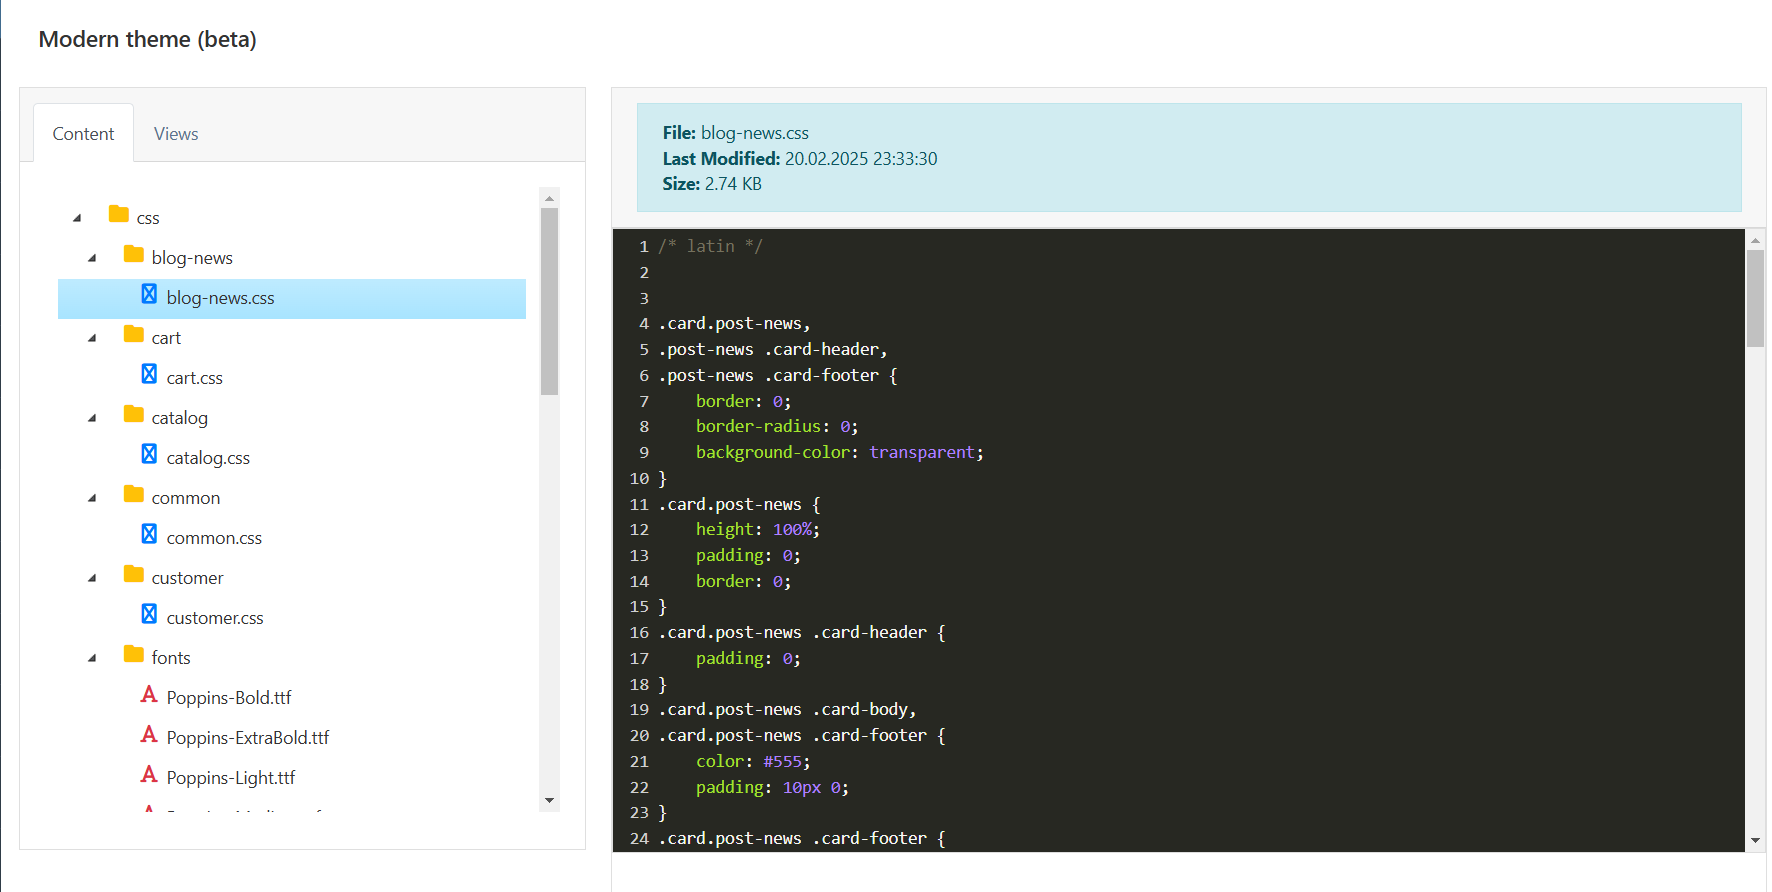 Modern theme (beta)
Content
Views
css
blog-news
blog-news.css
cart
cart.css
catalog
catalog.css
common
common.css
customer
customer.css
fonts
Poppins-Bold.ttf
Poppins-ExtraBold.ttf
Poppins-Light.ttf
File: blog-news.css
Last Modified: 20.02.2025 23:33:30
Size: 2.74 KB
1 /* latin */
2
3
4 .card.post-news,
5 .post-news .card-header,
6 .post-news .card-footer {
7     border: 0;
8     border-radius: 0;
9     background-color: transparent;
10 }
11 .card.post-news {
12     height: 100%;
13     padding: 0;
14     border: 0;
15 }
16 .card.post-news .card-header {
17     padding: 0;
18 }
19 .card.post-news .card-body,
20 .card.post-news .card-footer {
21     color: #555;
22     padding: 10px 0;
23 }
24 .card.post-news .card-footer {